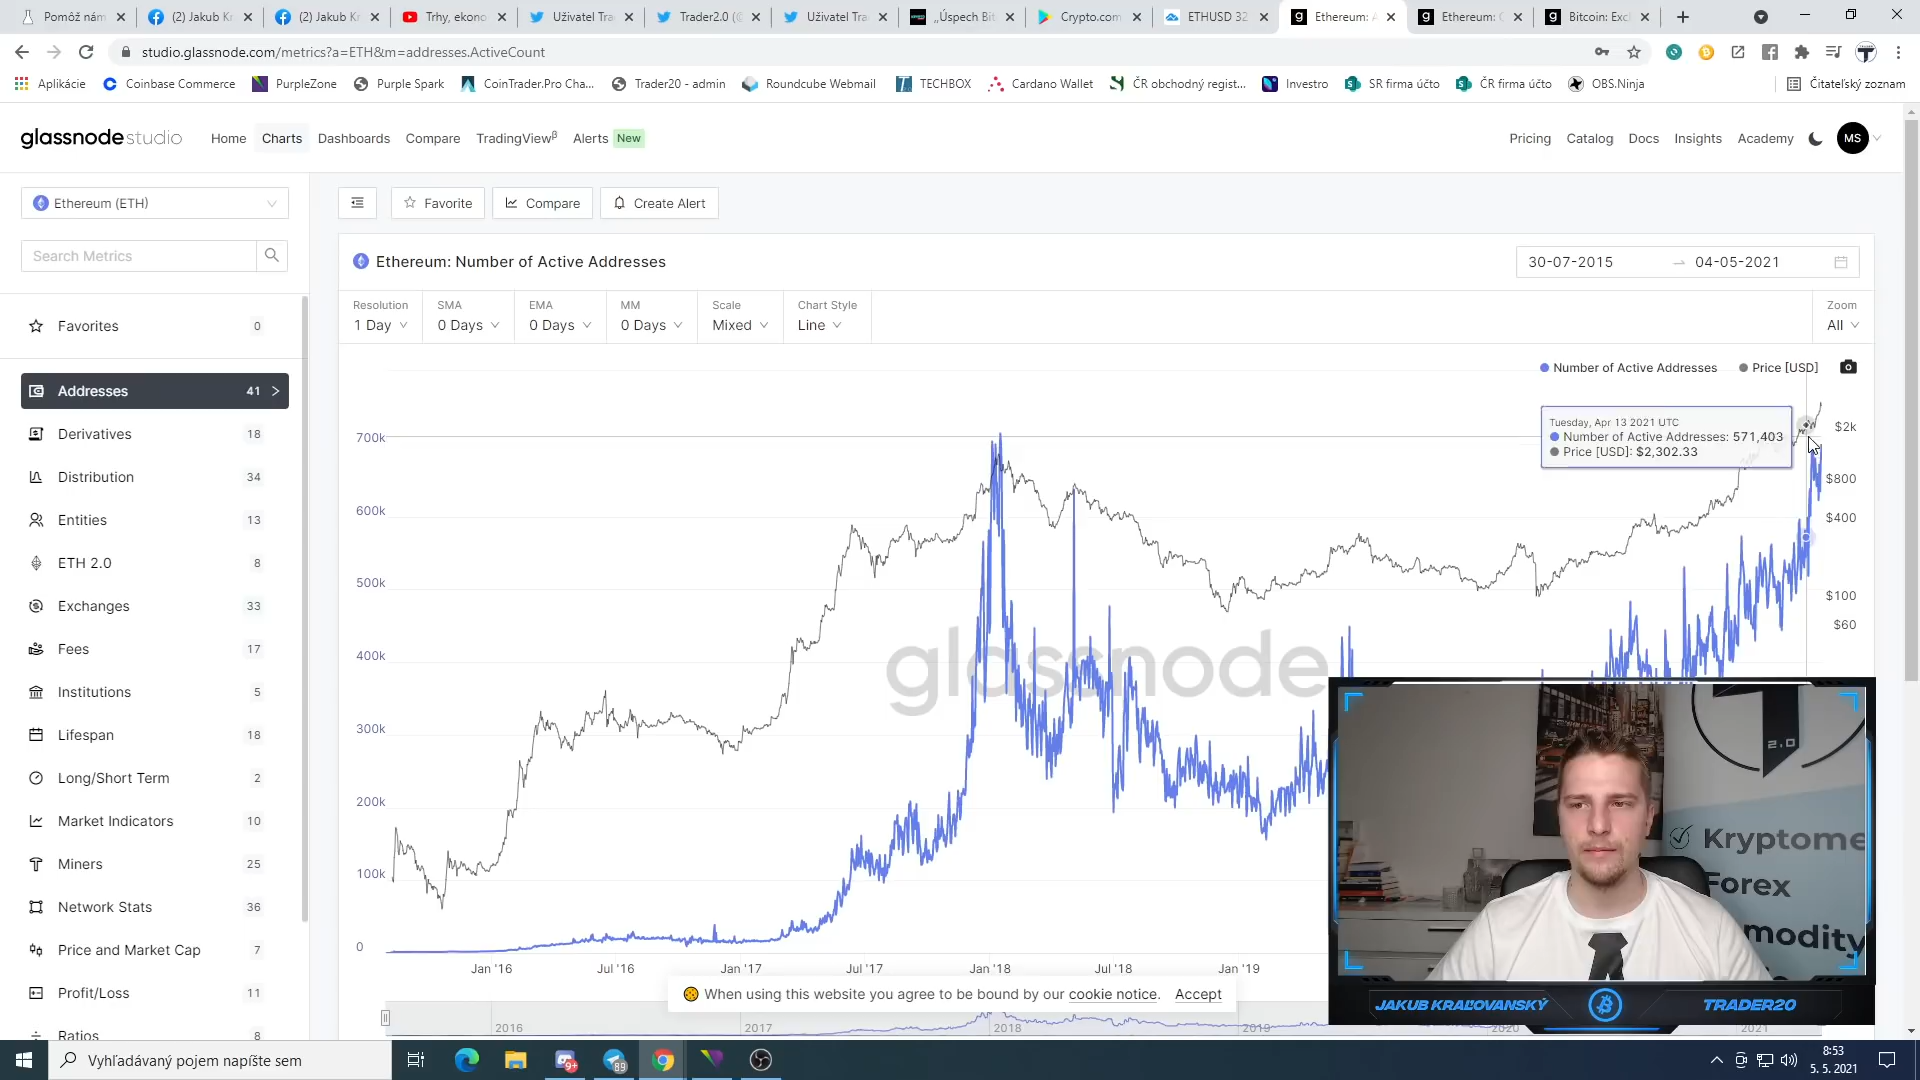 Pomôž nám
(2) Jakub Kr
(2) Jakub Kr
Trhy, ekono
Užívateľ Tra
Trader2.0 (@
Užívateľ Tra
„Úspech Bit
Crypto.com
ETHUSD 32
Ethereum: A
Ethereum: C
Bitcoin: Exc
studio.glassnode.com/metrics?a=ETH&m=addresses.ActiveCount
Aplikácie
Coinbase Commerce
PurpleZone
Purple Spark
CoinTrader.Pro Cha...
Trader20 - admin
Roundcube Webmail
TECHBOX
Cardano Wallet
ČR obchodný regist...
Investro
SR firma účto
ČR firma účto
OBS.Ninja
Čitateľský zoznam
glassnode studio
Home
Charts
Dashboards
Compare
TradingViewβ
Alerts
New
Pricing
Catalog
Docs
Insights
Academy
MS
Ethereum (ETH)
Search Metrics
Favorite
Compare
Create Alert
Ethereum: Number of Active Addresses
30-07-2015 → 04-05-2021
Resolution
1 Day
SMA
0 Days
EMA
0 Days
MM
0 Days
Scale
Mixed
Chart Style
Line
Zoom
All
Favorites 0
Addresses 41
Derivatives 18
Distribution 34
Entities 13
ETH 2.0 8
Exchanges 33
Fees 17
Institutions 5
Lifespan 18
Long/Short Term 2
Market Indicators 10
Miners 25
Network Stats 36
Price and Market Cap 7
Profit/Loss 11
Ratios 8
Number of Active Addresses
Price [USD]
Tuesday, Apr 13 2021 UTC
Number of Active Addresses: 571,403
Price [USD]: $2,302.33
700k
600k
500k
400k
300k
200k
100k
0
$2k
$800
$400
$100
$60
glassnode
Jan '16
Jul '16
Jan '17
Jul '17
Jan '18
Jul '18
Jan '19
When using this website you agree to be bound by our cookie notice. Accept
2016
2017
2018
2019
2020
2021
2.0
Kryptome
Forex
modity
JAKUB KRAĽOVANSKÝ
TRADER20
Vyhľadávaný pojem napíšte sem
9+
89
8:53
5. 5. 2021